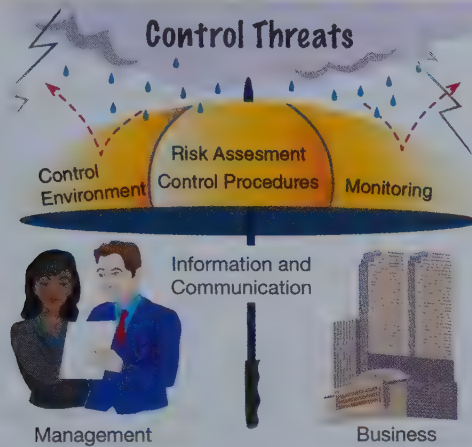 Control Threats
Control
Environment
Risk Assesment
Control Procedures
Monitoring
Information and
Communication
Management
Business